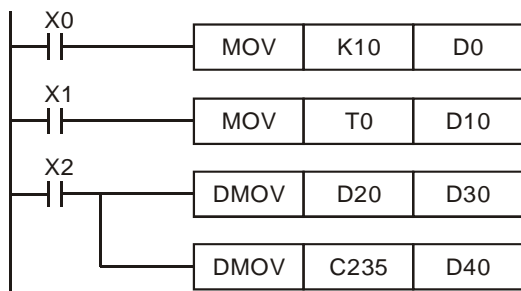 X0
MOV K10 D0
X1
MOV T0 D10
X2
DMOV D20 D30
DMOV C235 D40